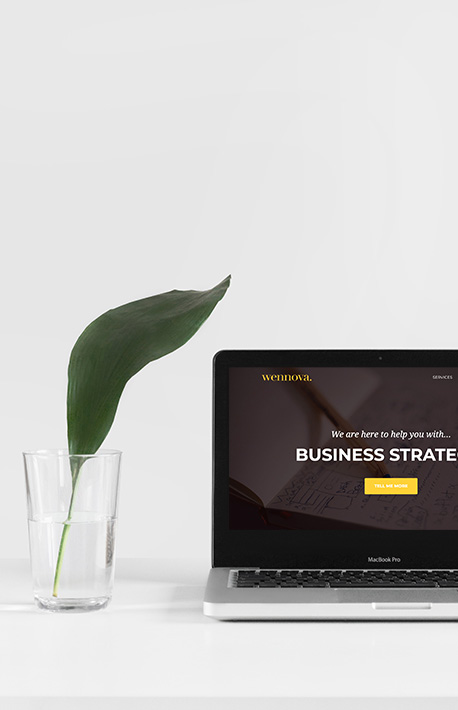 wennova.
SERVICES
We are here to help you with...
BUSINESS STRATE
TELL ME MORE
MacBook Pro